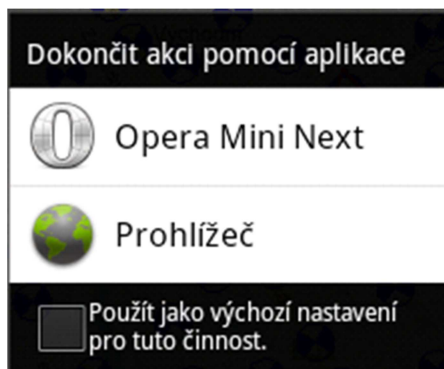 Dokončit akci pomocí aplikace
Opera Mini Next
Prohlížeč
Použít jako výchozí nastavení
pro tuto činnost.